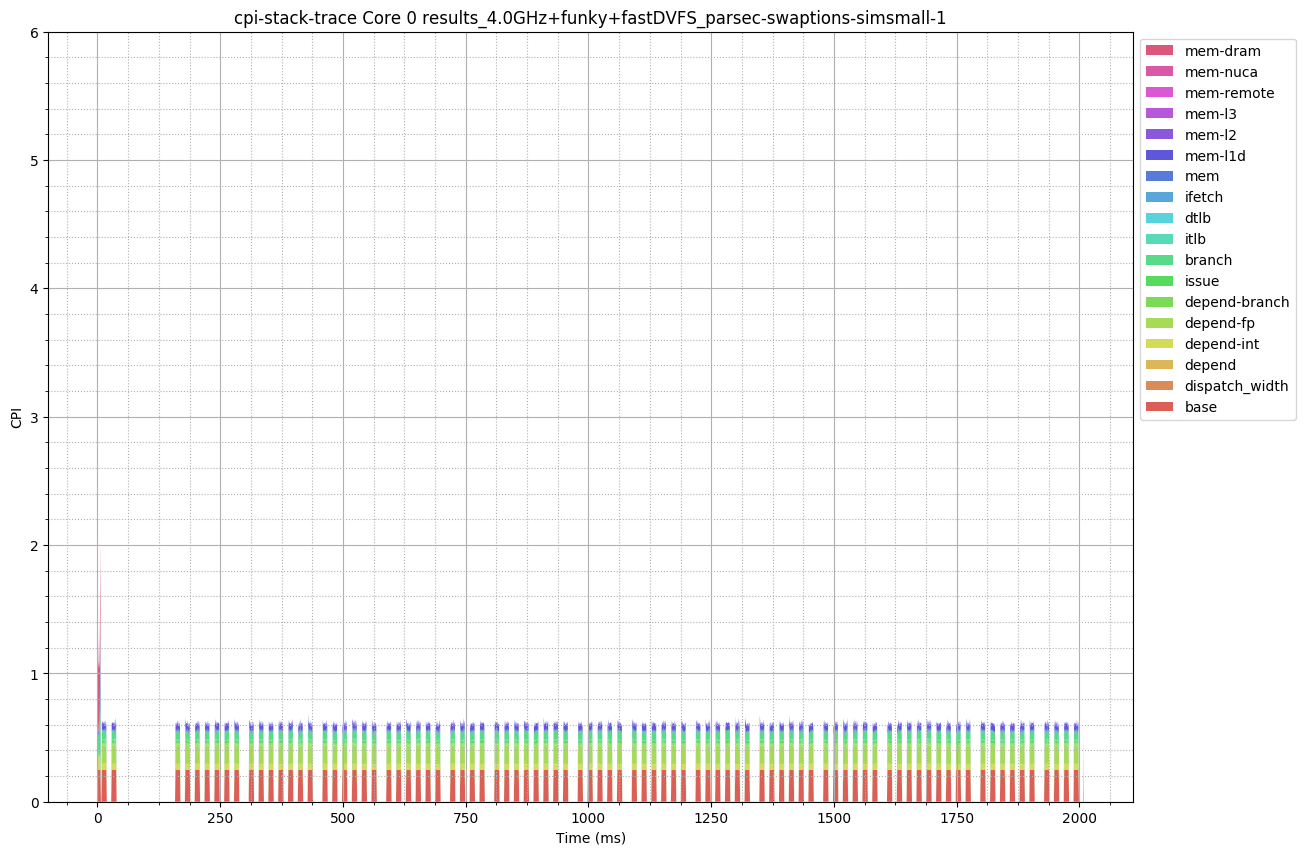 cpi-stack-trace Core 0 results_4.0GHz+funky+fastDVFS_parsec-swaptions-simsmall-1
6
5
4
3
2
1
0
CPI
0
250
500
750
1000
1250
1500
1750
2000
Time (ms)
mem-dram
mem-nuca
mem-remote
mem-l3
mem-l2
mem-l1d
mem
ifetch
dtlb
itlb
branch
issue
depend-branch
depend-fp
depend-int
depend
dispatch_width
base